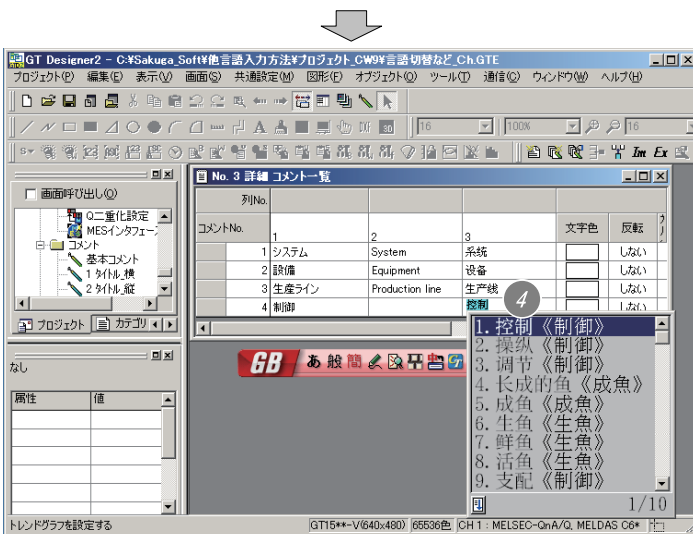 GT Designer2 - C:¥Sakuga_Soft¥他言語入力方法¥プロジェクト_CW9¥言語切替など_Ch.GTE
プロジェクト(P) 編集(E) 表示(V) 画面(S) 共通設定(M) 図形(F) オブジェクト(O) ツール(T) 通信(C) ウィンドウ(W) ヘルプ(H)
16 100% 16
画面呼び出し(O)
Q二重化設定
MESインタフェース
コメント
基本コメント
1 タイトル_横
2 タイトル_縦
プロジェクト カテゴリ
なし
属性 値
No. 3 詳細 コメント一覧
列No.
コメントNo. 1 2 3 文字色 反転
1 システム System 系统 しない
2 設備 Equipment 设备 しない
3 生産ライン Production line 生产线 しない
4 制御 控制 しない
4
GB あ 般 簡
1. 控制《制御》
2. 操纵《制御》
3. 调节《制御》
4. 长成的鱼《成魚》
5. 成鱼《成魚》
6. 生鱼《生魚》
7. 鲜鱼《生魚》
8. 活鱼《生魚》
9. 支配《制御》
1/10
トレンドグラフを設定する GT15**-V(640x480) 65536色 CH1 : MELSEC-QnA/Q, MELDAS C6*